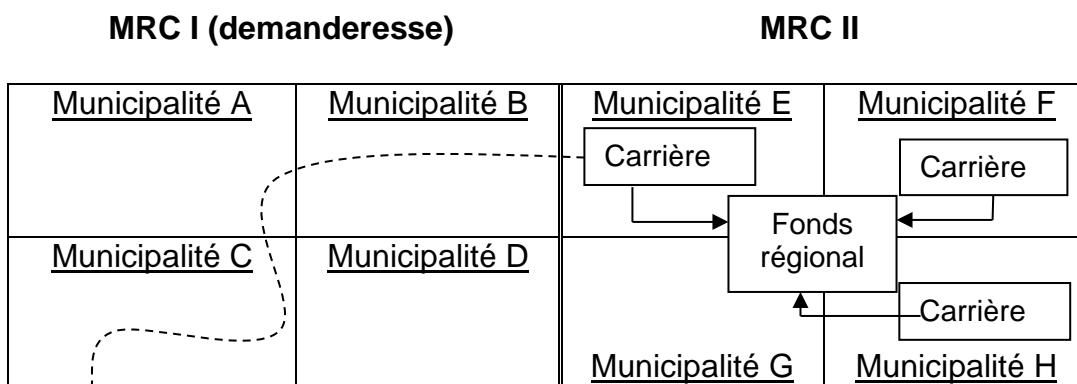 MRC I (demanderesse) MRC II
Municipalité A Municipalité B Municipalité E Municipalité F
Carrière
Carrière
Fonds
régional
Municipalité C Municipalité D
Carrière
Municipalité G Municipalité H